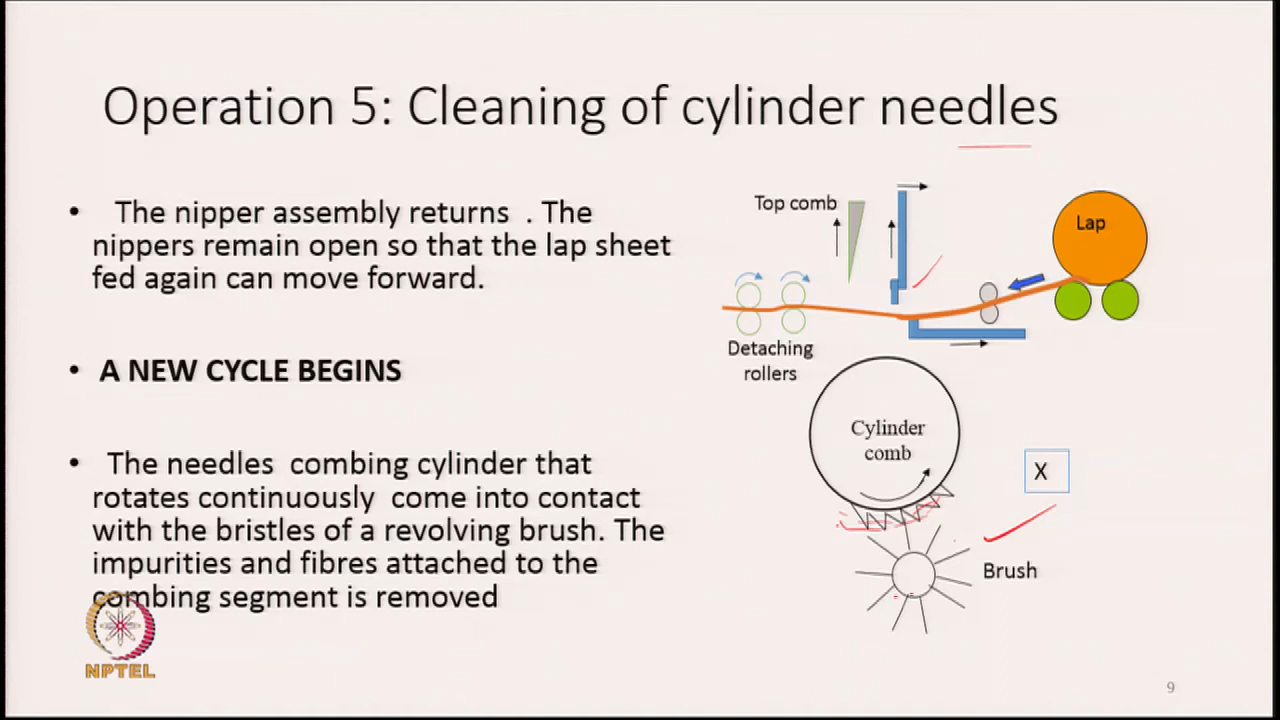 Operation 5: Cleaning of cylinder needles
• The nipper assembly returns . The
nippers remain open so that the lap sheet
fed again can move forward.
• A NEW CYCLE BEGINS
• The needles combing cylinder that
rotates continuously come into contact
with the bristles of a revolving brush. The
impurities and fibres attached to the
combing segment is removed
Top comb
Lap
Detaching
rollers
Cylinder
comb
X
Brush
NPTEL
9